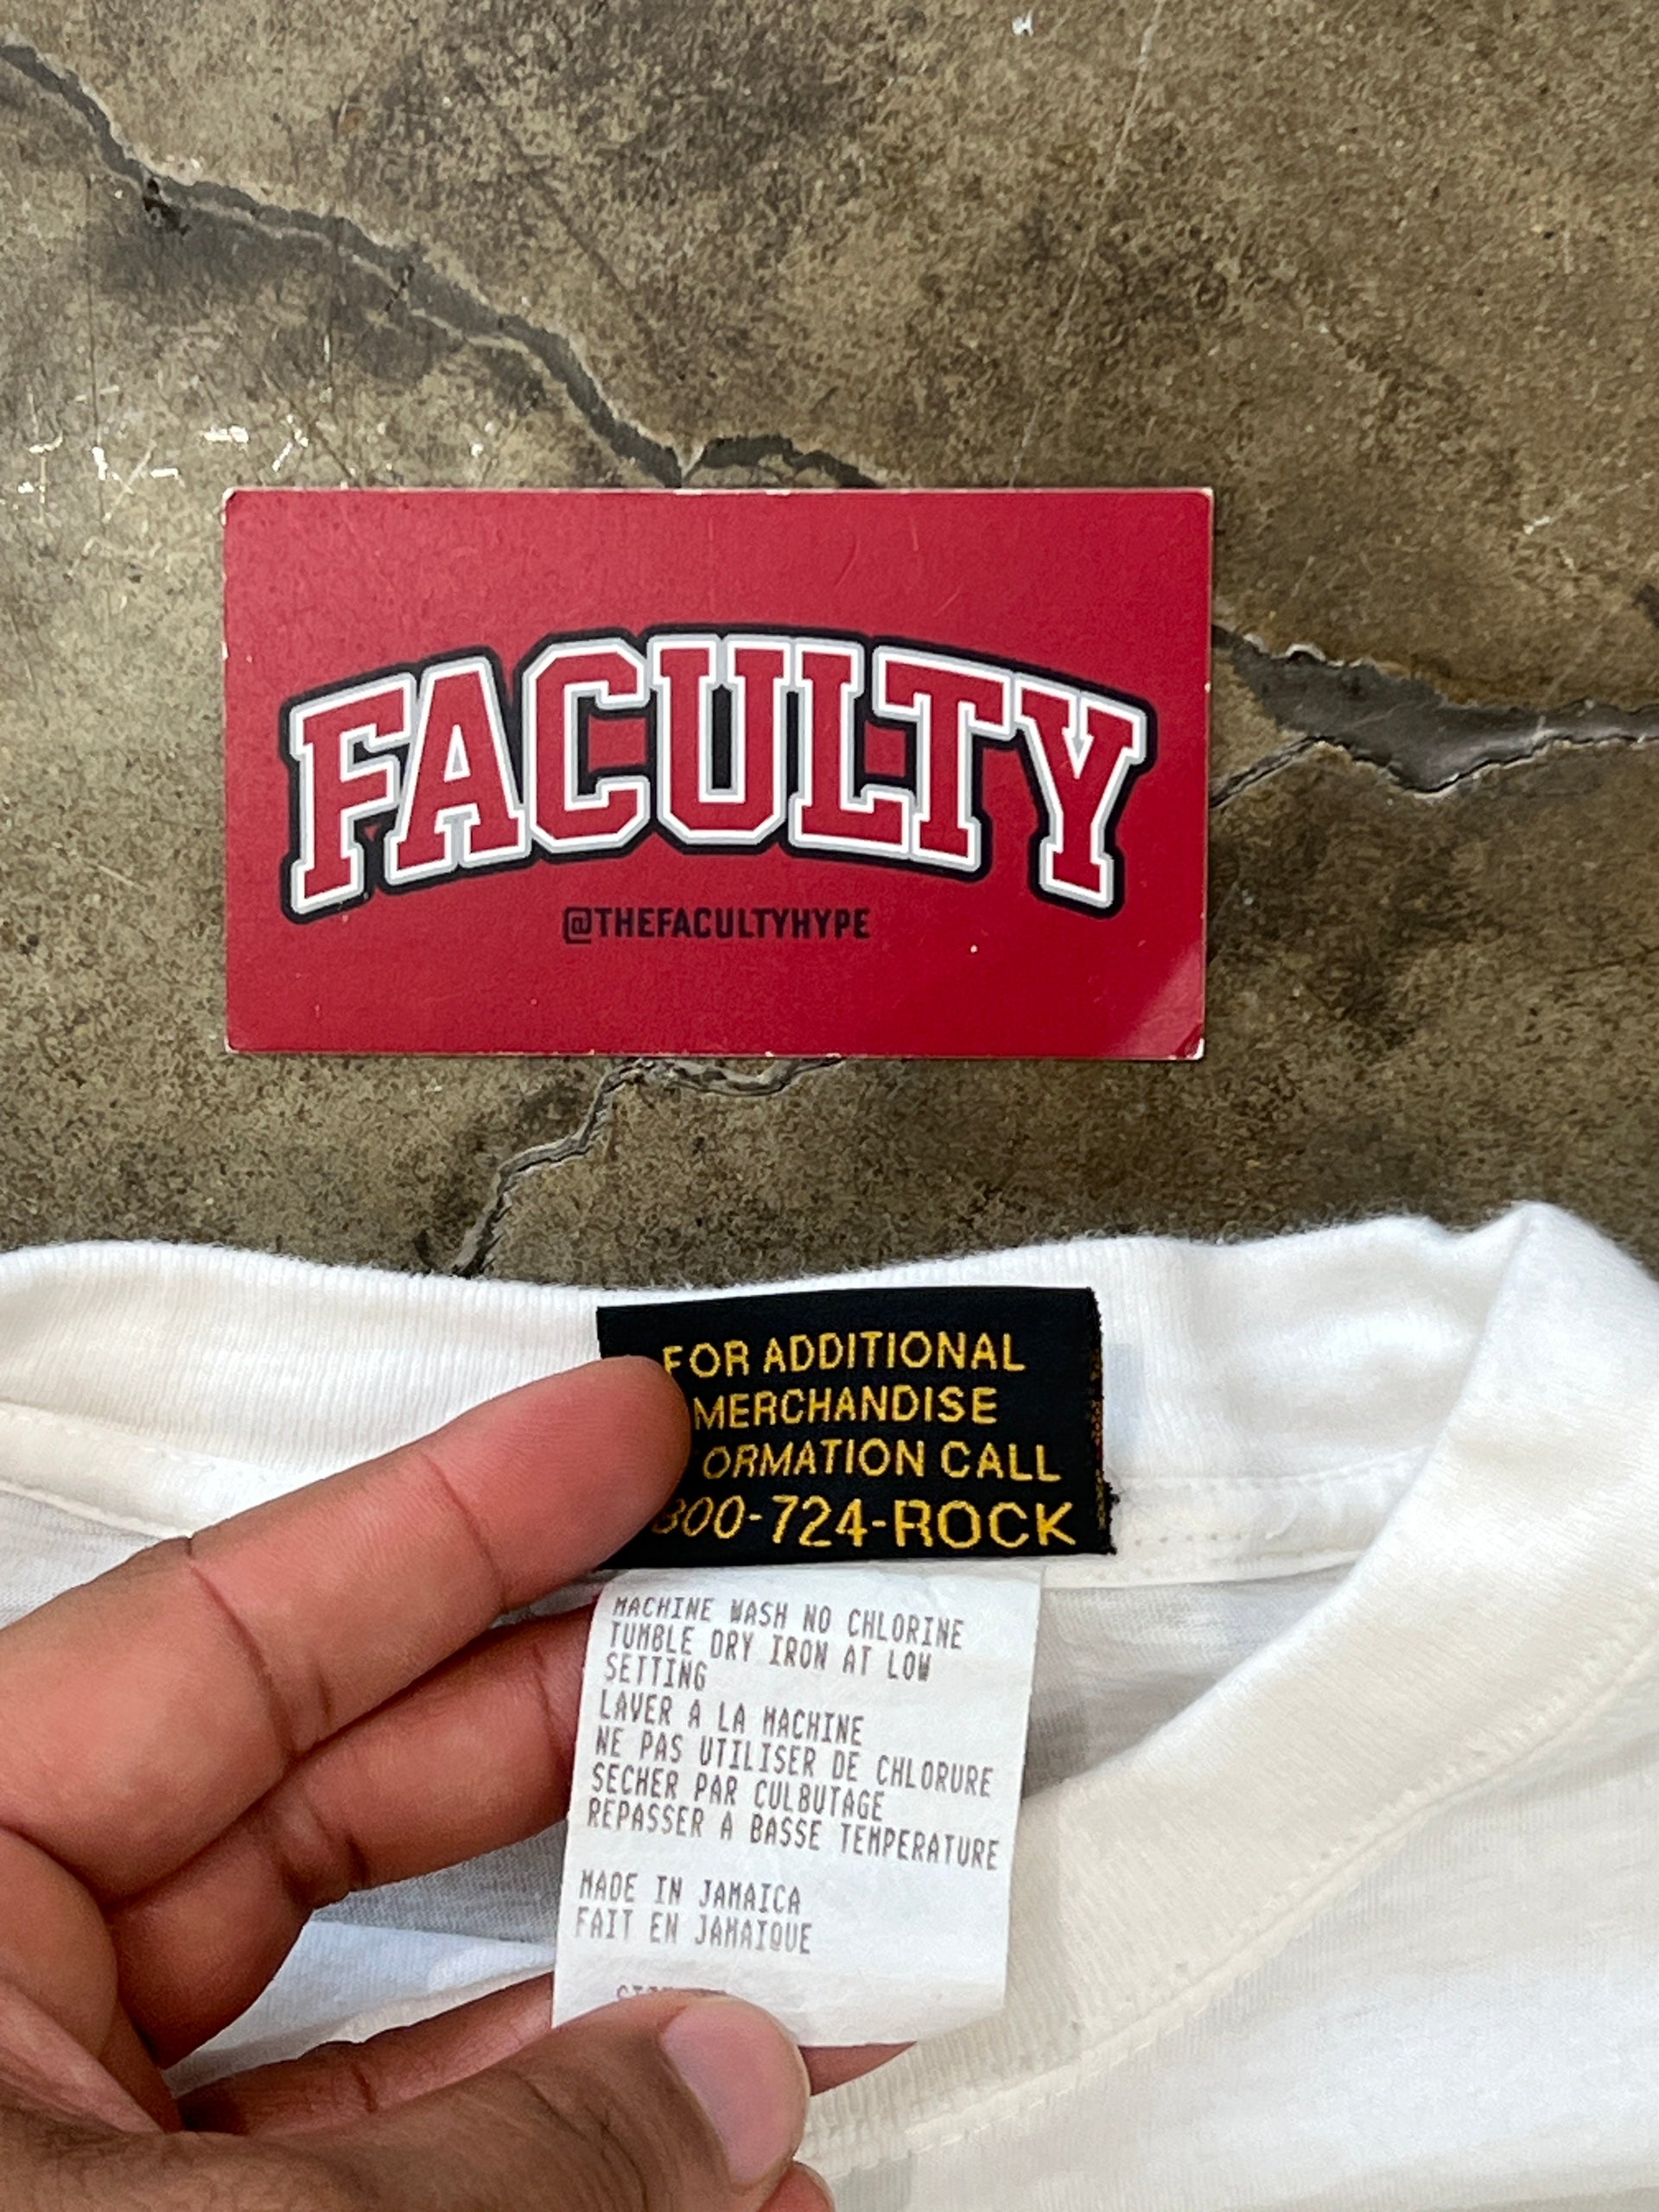 FACULTY
@THEFACULTYHYPE
FOR ADDITIONAL
MERCHANDISE
CALL
800-724-ROCK
MACHINE WASH NO CHLORINE
TUMBLE DRY IRON AT LOW
SETTING
LAVER A LA MACHINE
NE PAS UTILISER DE CHLORURE
SECHER PAR CULBUTAGE
REPASSER A BASSE TEMPERATURE
MADE IN JAMAICA
FAIT EN JAMAIQUE